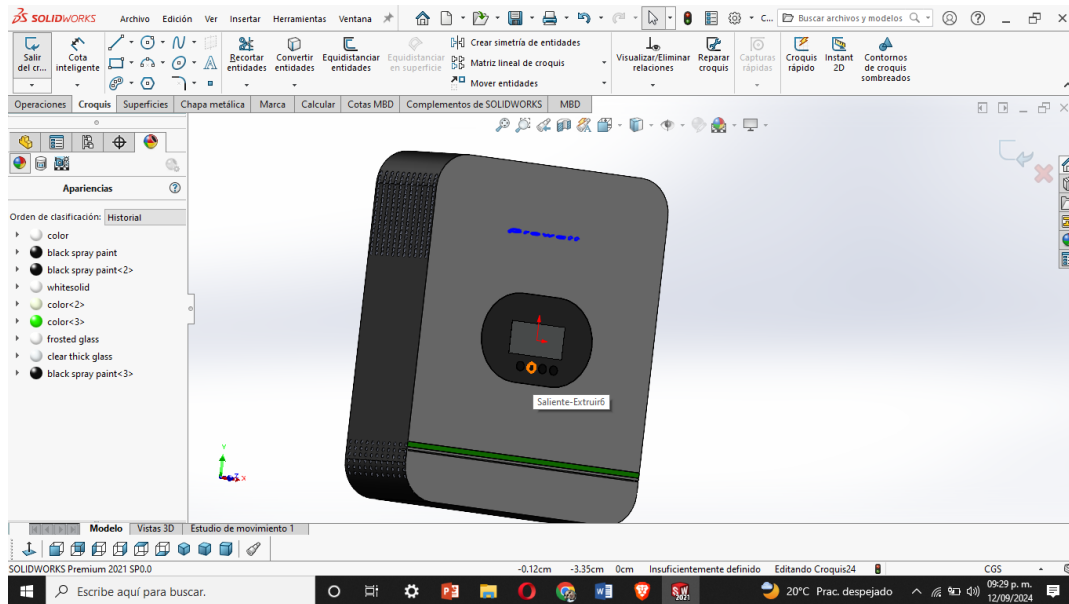 SOLIDWORKS Archivo Edición Ver Insertar Herramientas Ventana C... Buscar archivos y modelos
Salir del cr...
Cota inteligente
Recortar entidades
Convertir entidades
Equidistanciar entidades
Equidistanciar en superficie
Crear simetría de entidades
Matriz lineal de croquis
Mover entidades
Visualizar/Eliminar relaciones
Reparar croquis
Capturas rápidas
Croquis rápido
Instant 2D
Contornos de croquis sombreados
Operaciones Croquis Superficies Chapa metálica Marca Calcular Cotas MBD Complementos de SOLIDWORKS MBD
Apariencias
Orden de clasificación: Historial
color
black spray paint
black spray paint<2>
whitesolid
color<2>
color<3>
frosted glass
clear thick glass
black spray paint<3>
Growatt
Saliente-Extruir6
Y
Z X
Modelo Vistas 3D Estudio de movimiento 1
SOLIDWORKS Premium 2021 SP0.0 -0.12cm -3.35cm 0cm Insuficientemente definido Editando Croquis24 CGS
Escribe aquí para buscar. 20°C Prac. despejado 09:29 p. m.
12/09/2024